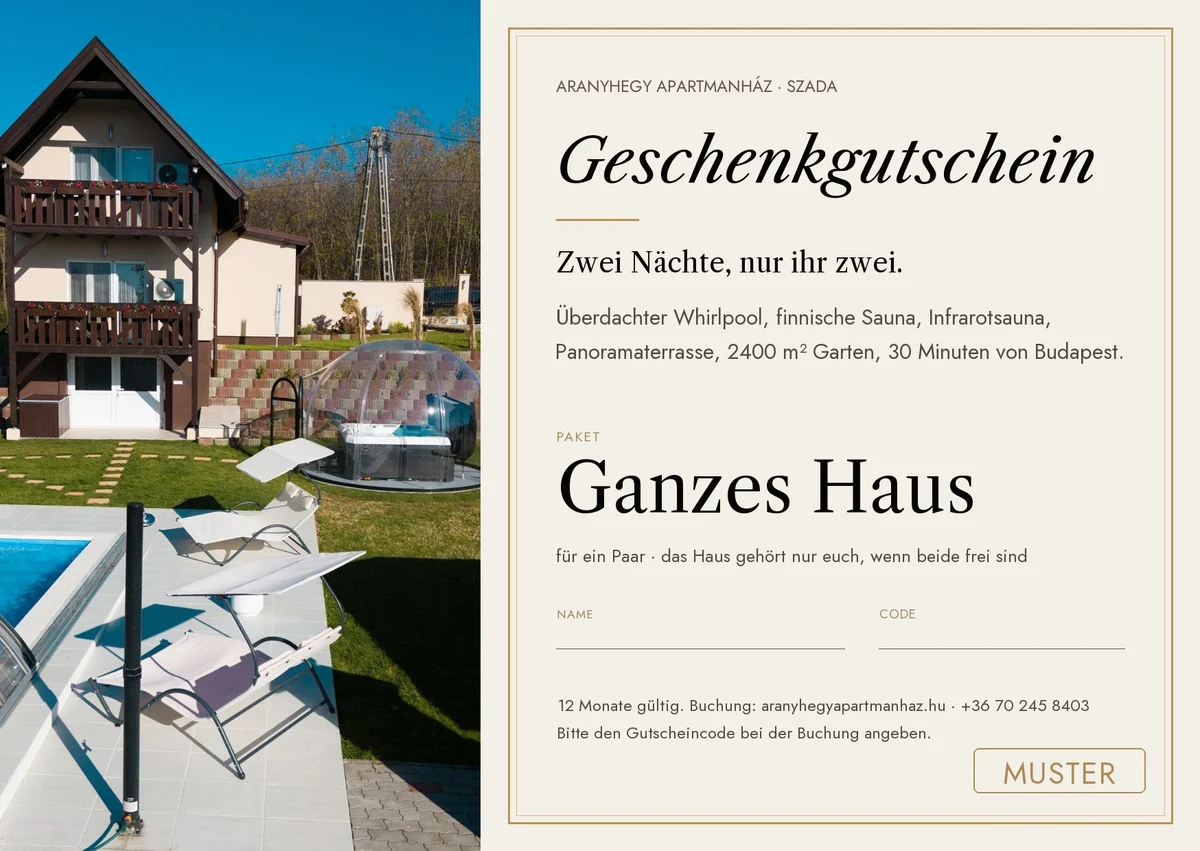 ARANYHEGY APARTMANHÁZ · SZADA
Geschenkgutschein
Zwei Nächte, nur ihr zwei.
Überdachter Whirlpool, finnische Sauna, Infrarotsauna,
Panoramaterrasse, 2400 m² Garten, 30 Minuten von Budapest.
PAKET
Ganzes Haus
für ein Paar · das Haus gehört nur euch, wenn beide frei sind
NAME
CODE
12 Monate gültig. Buchung: aranyhegyapartmanhaz.hu · +36 70 245 8403
Bitte den Gutscheincode bei der Buchung angeben.
MUSTER